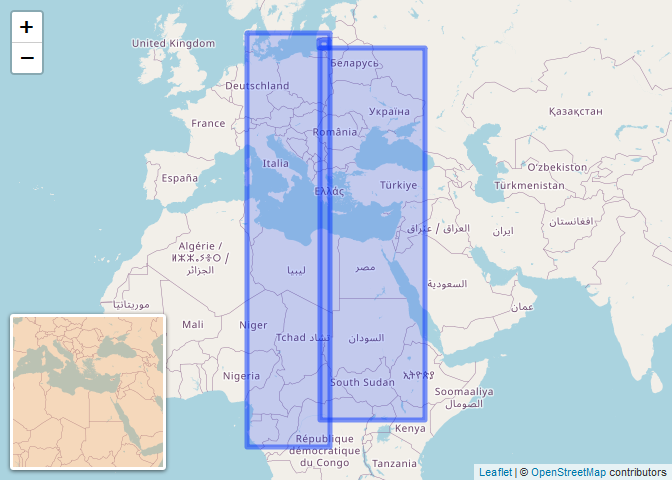 +
−
United Kingdom
Беларусь
Deutschland
Україна
Қазақстан
France
România
Italia
O‘zbekiston
España
Ελλάς
Türkiye
Türkmenistan
العراق / عێراق
ایران
افغانستان
Algérie /
ⵍⵣⵣⴰⵢⴻⵔ /
الجزائر
ليبيا
مصر
السعودية
عمان
موريتانيا
Mali
Niger
Tchad تشاد
السودان
Nigeria
South Sudan
ኢትዮጵያ
Soomaaliya
الصومال
Kenya
République
démocratique
du Congo
Tanzania
Leaflet | © OpenStreetMap contributors